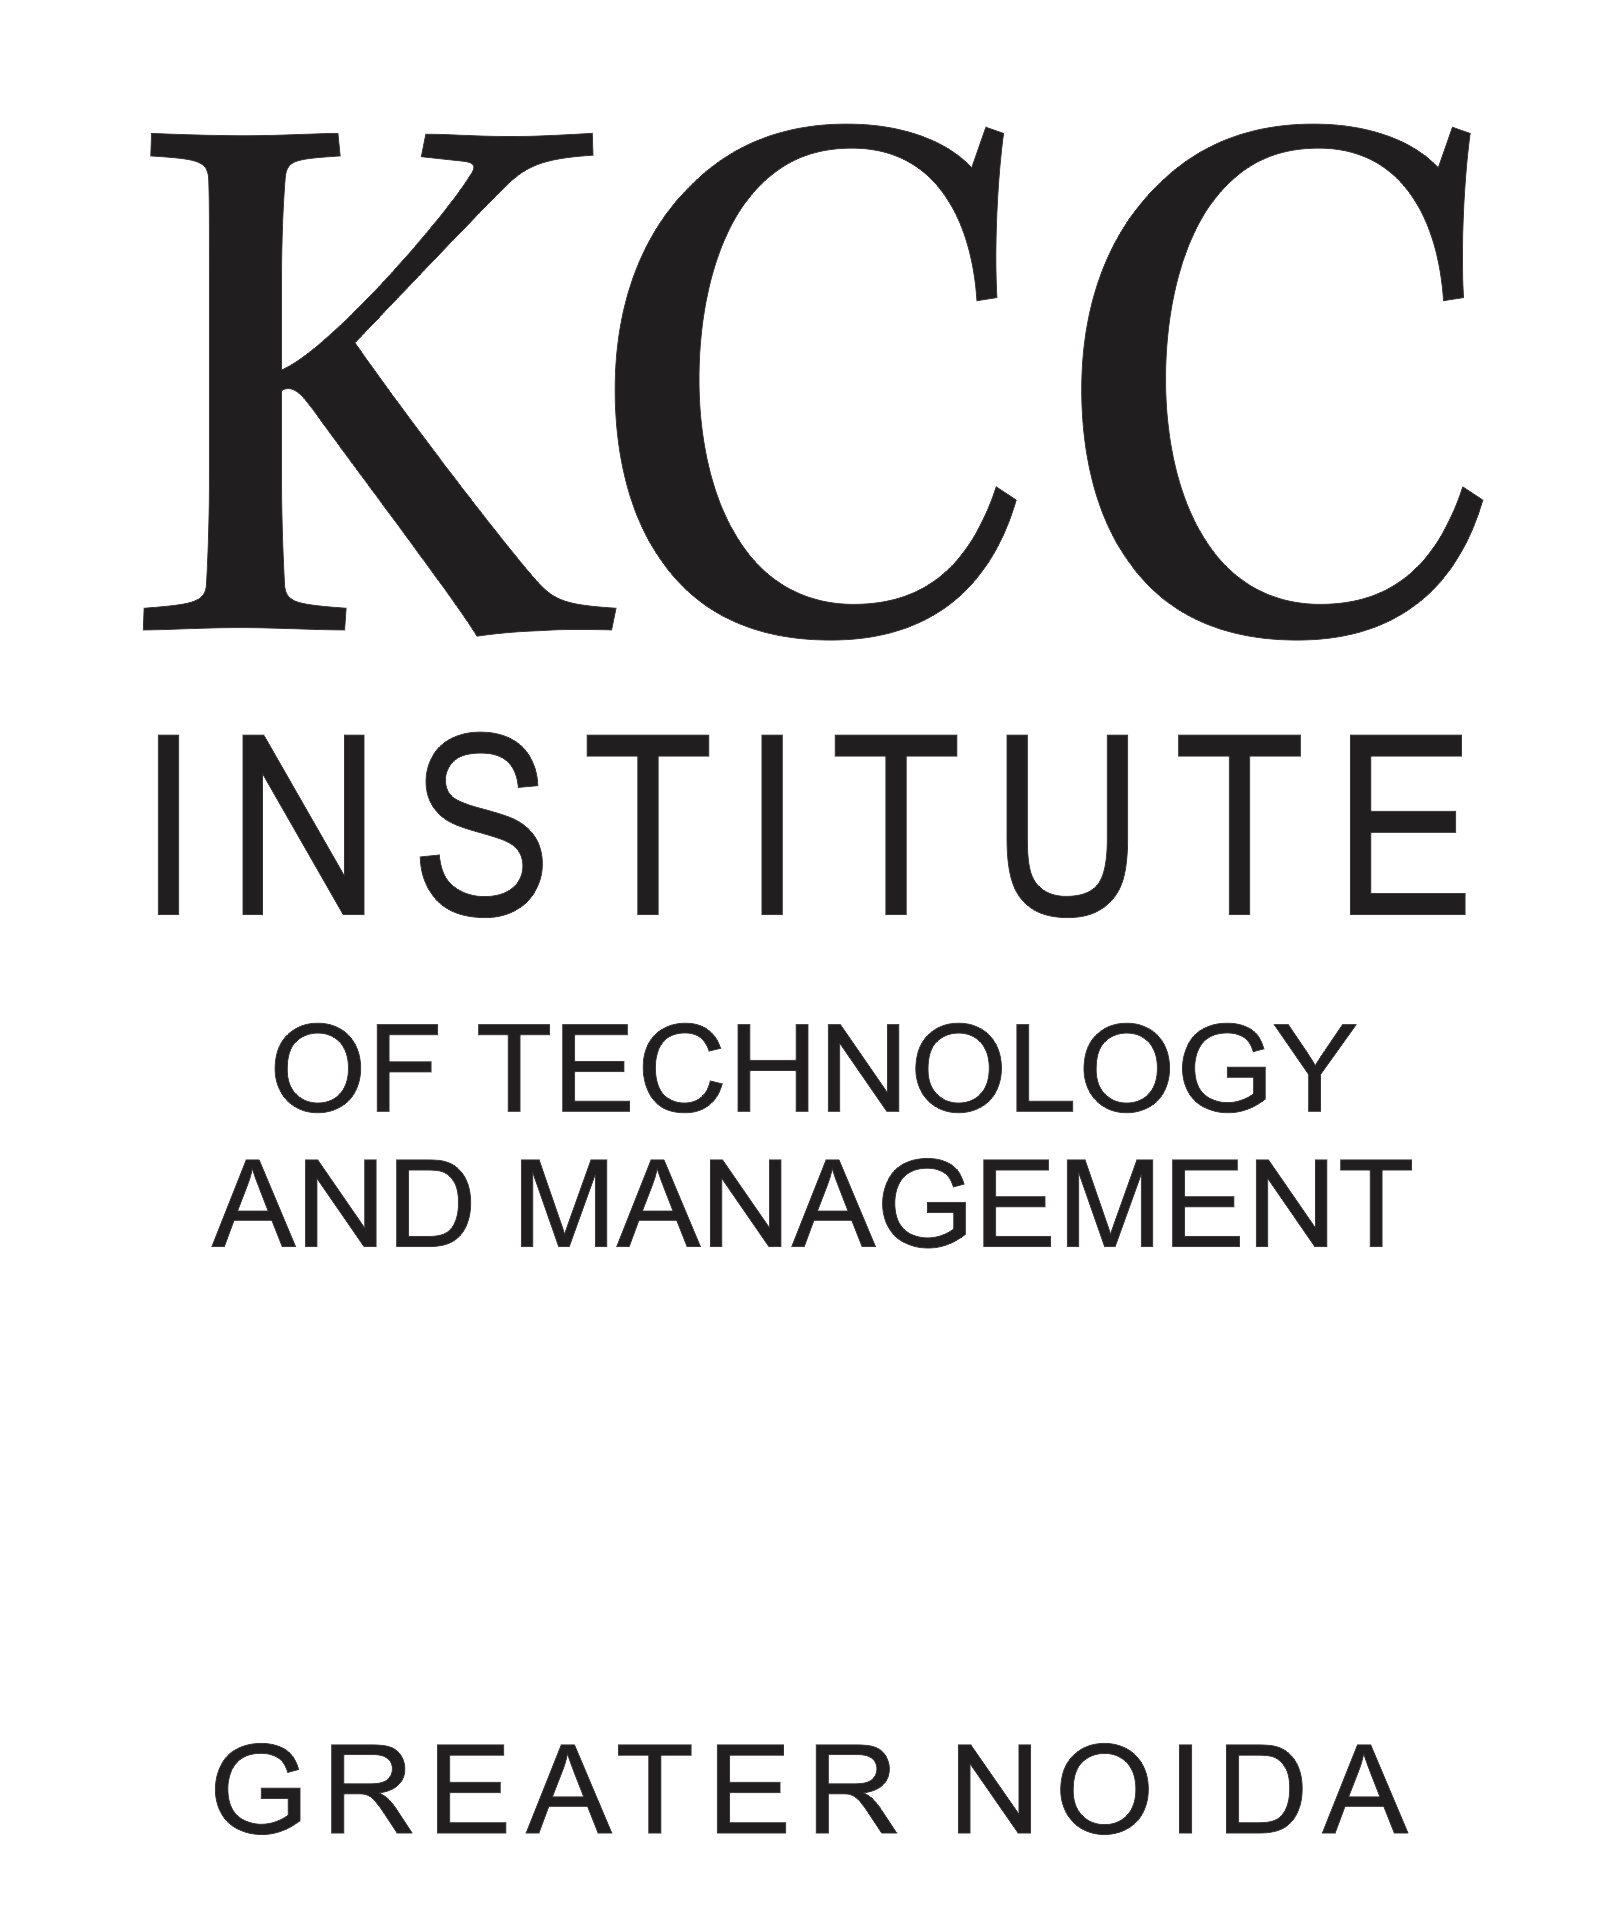 KCC
INSTITUTE
OF TECHNOLOGY
AND MANAGEMENT
GREATER NOIDA